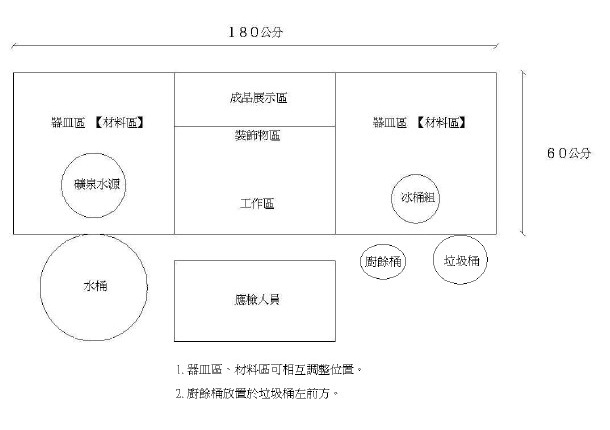 １８０公分
成品展示區
器皿區 【材料區】
器皿區 【材料區】
裝飾物區
６０公分
礦泉水源
冰桶組
工作區
廚餘桶
垃圾桶
水桶
應檢人員
1. 器皿區、材料區可相互調整位置。
2. 廚餘桶放置於垃圾桶左前方。